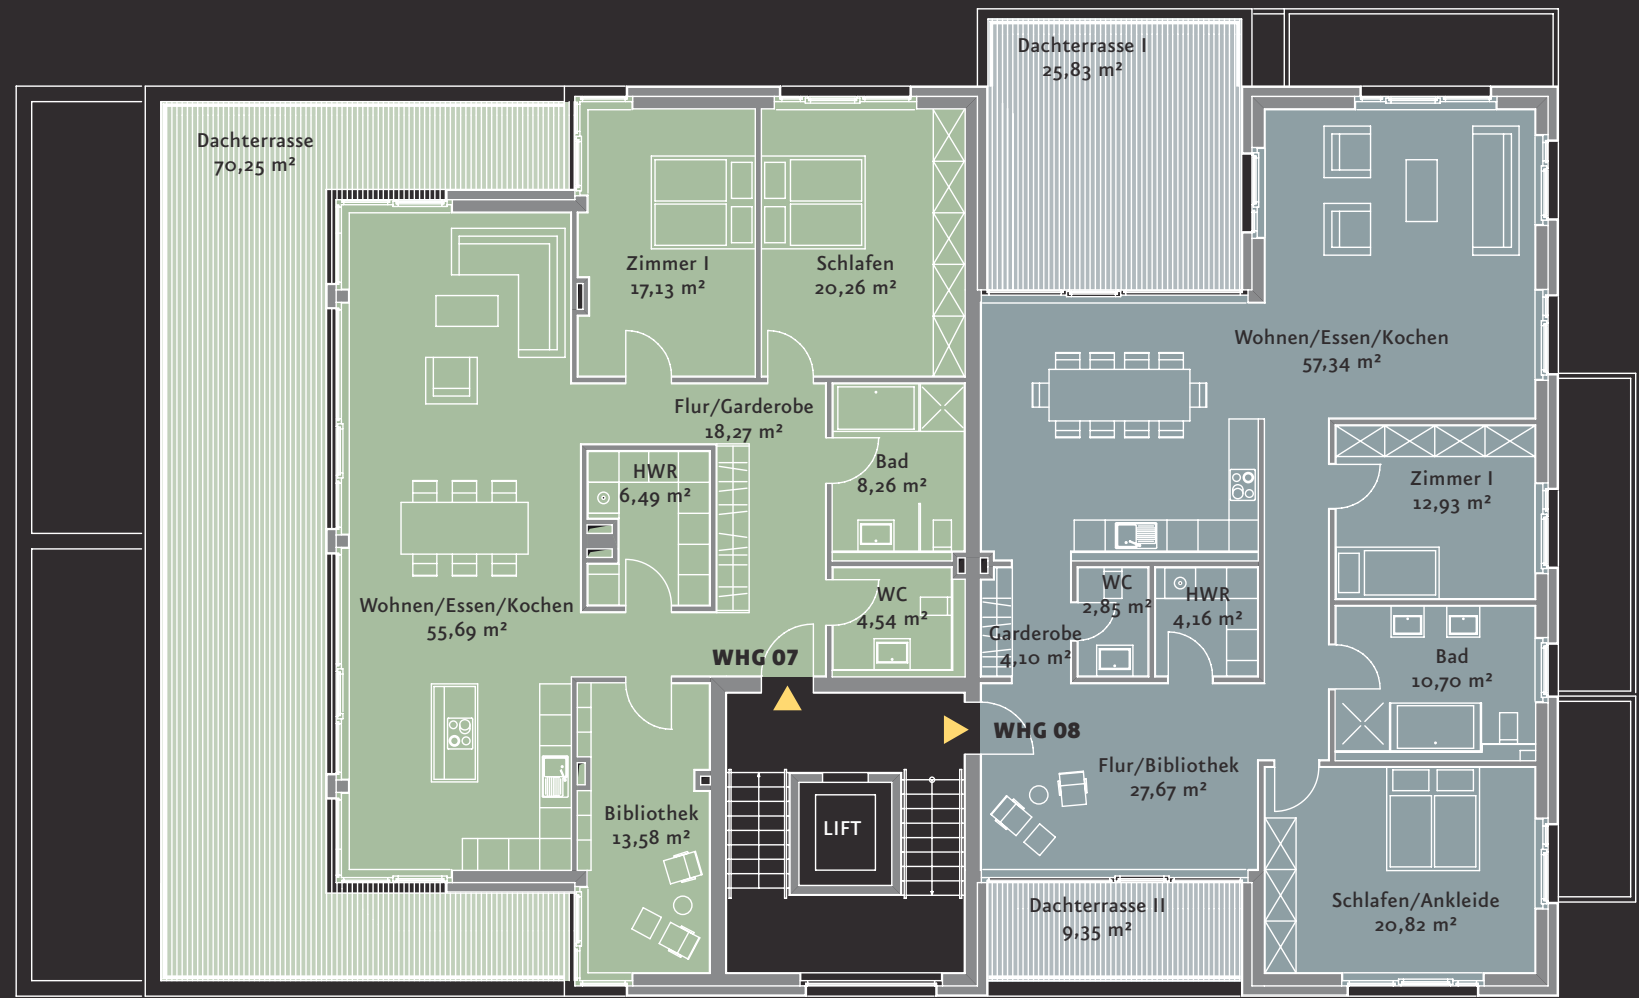 Dachterrasse I
25,83 m²
Dachterrasse
70,25 m²
Zimmer I
17,13 m²
Schlafen
20,26 m²
Wohnen/Essen/Kochen
57,34 m²
Flur/Garderobe
18,27 m²
HWR
6,49 m²
Bad
8,26 m²
Zimmer I
12,93 m²
Wohnen/Essen/Kochen
55,69 m²
WC
4,54 m²
WC
2,85 m²
HWR
4,16 m²
Garderobe
4,10 m²
WHG 07
Bad
10,70 m²
WHG 08
Flur/Bibliothek
27,67 m²
Bibliothek
13,58 m²
LIFT
Dachterrasse II
9,35 m²
Schlafen/Ankleide
20,82 m²